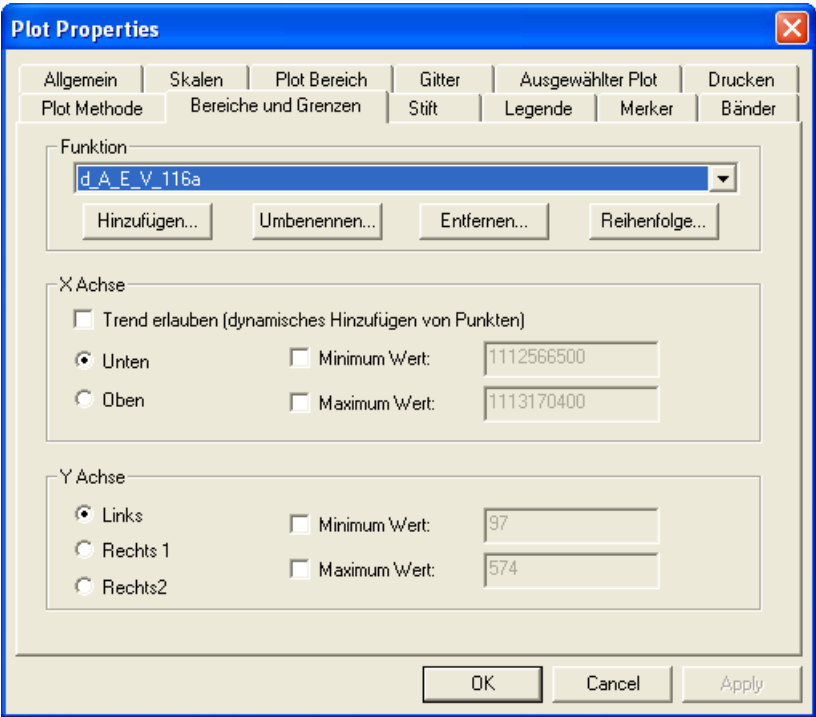 Plot Properties
Allgemein Skalen Plot Bereich Gitter Ausgewählter Plot Drucken
Plot Methode Bereiche und Grenzen Stift Legende Merker Bänder
Funktion
d_A_E_V_116a
Hinzufügen... Umbenennen... Entfernen... Reihenfolge...
X Achse
Trend erlauben (dynamisches Hinzufügen von Punkten)
Unten Minimum Wert: 1112566500
Oben Maximum Wert: 1113170400
Y Achse
Links Minimum Wert: 97
Rechts 1 Maximum Wert: 574
Rechts2
OK Cancel Apply